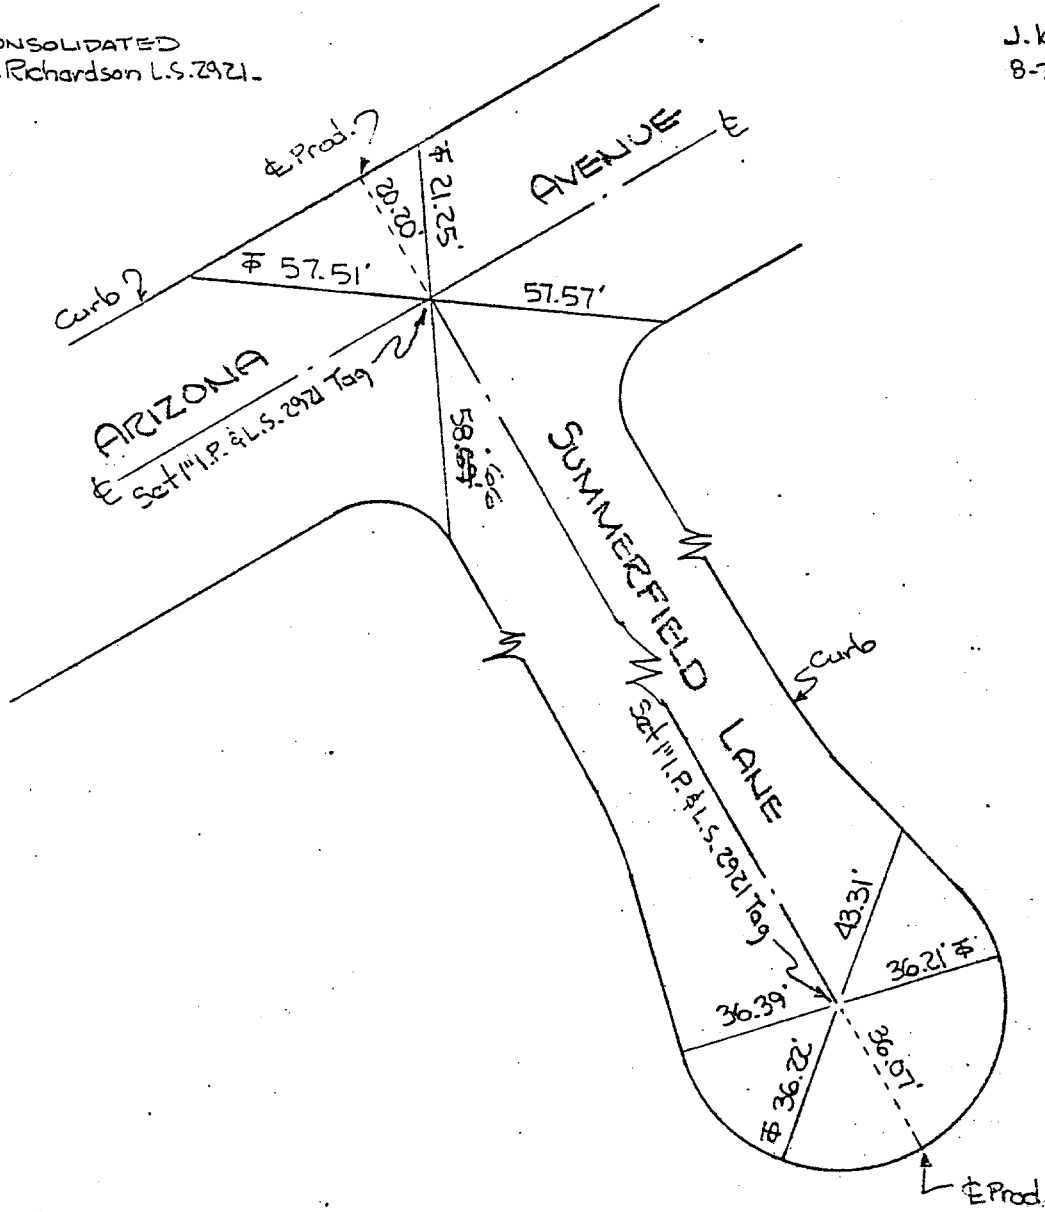 ONSOLIDATED
Richardson L.S. 2921-
J. K
8-
℄ Prod.
20.20'
21.25'
AVENUE
℄
57.51'
57.57'
Curb
ARIZONA
℄
Set 1" I.P. & L.S. 2921 Tag
58.
.66'
SUMMERFIELD LANE
Curb
Set 1" I.P. & L.S. 2921 Tag
43.31'
36.21'
36.39'
36.22'
36.07'
℄ Prod.